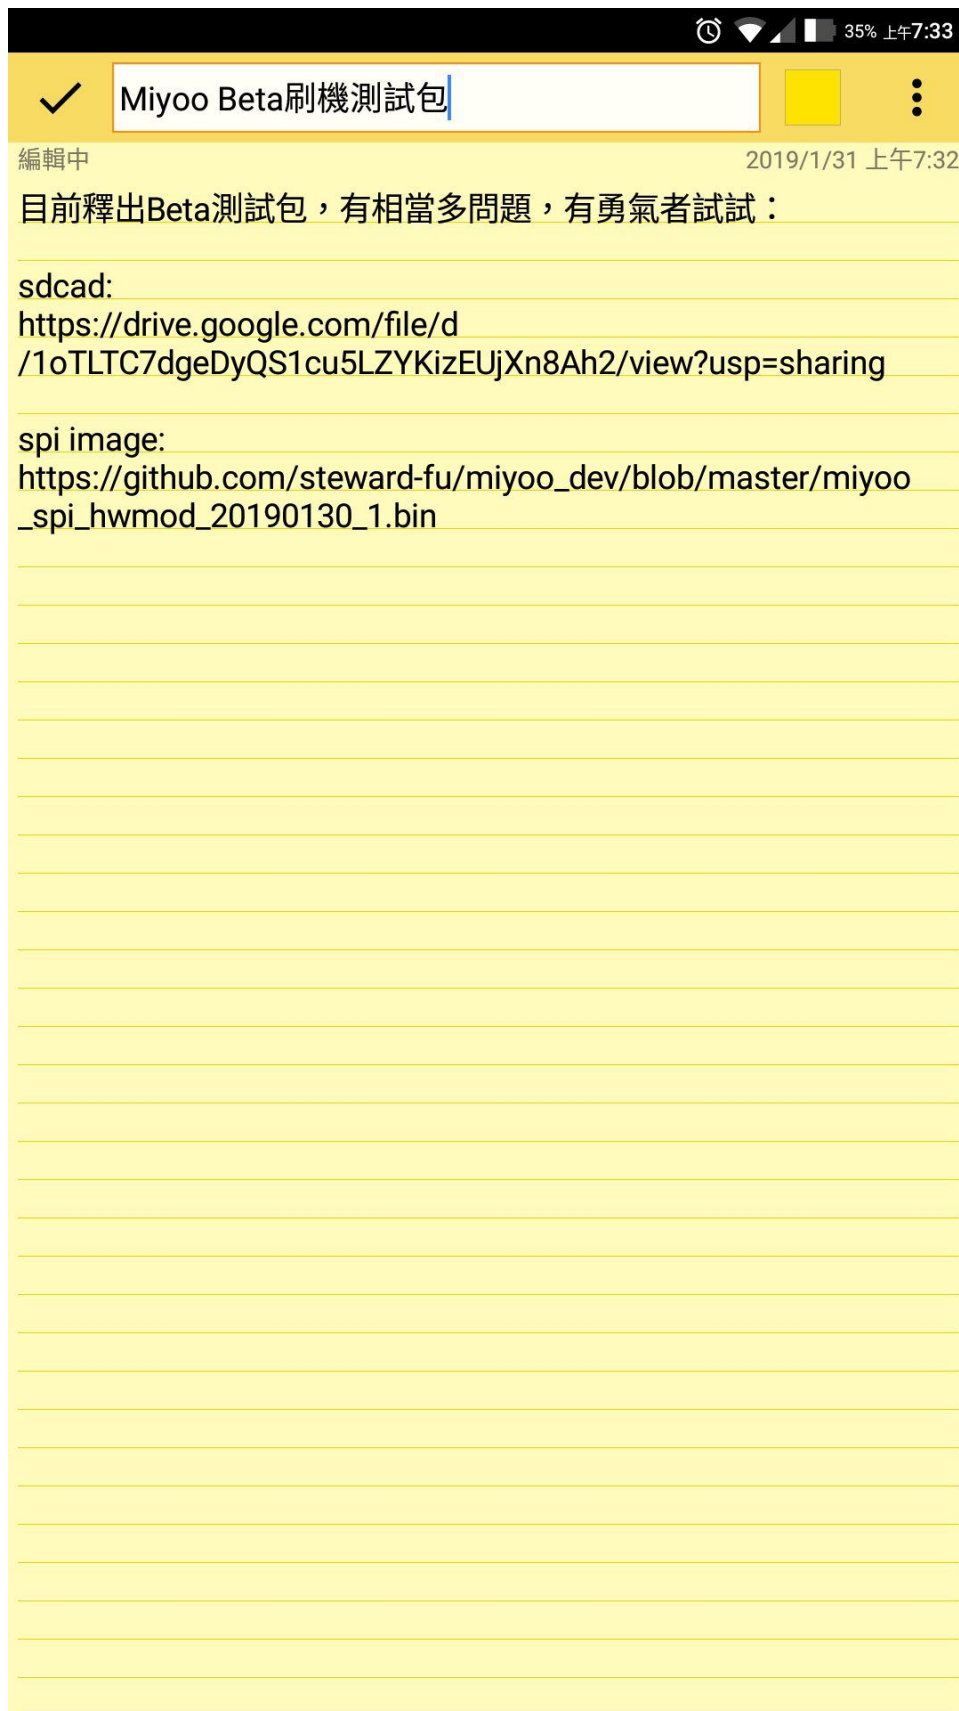 35% 上午7:33
Miyoo Beta刷機測試包
編輯中 2019/1/31 上午7:32
目前釋出Beta測試包，有相當多問題，有勇氣者試試：
sdcad:
https://drive.google.com/file/d
/1oTLTC7dgeDyQS1cu5LZYKizEUjXn8Ah2/view?usp=sharing
spi image:
https://github.com/steward-fu/miyoo_dev/blob/master/miyoo
_spi_hwmod_20190130_1.bin